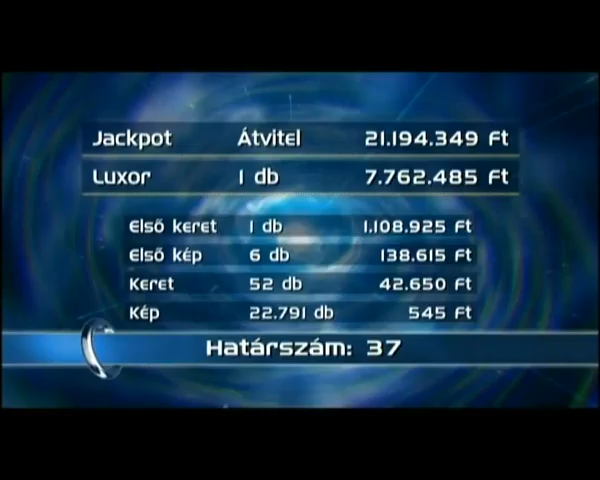 Jackpot Átvitel 21.194.349 Ft
Luxor 1 db 7.762.485 Ft
Első keret 1 db 1.108.925 Ft
Első kép 6 db 138.615 Ft
Keret 52 db 42.650 Ft
Kép 22.791 db 545 Ft
Határszám: 37